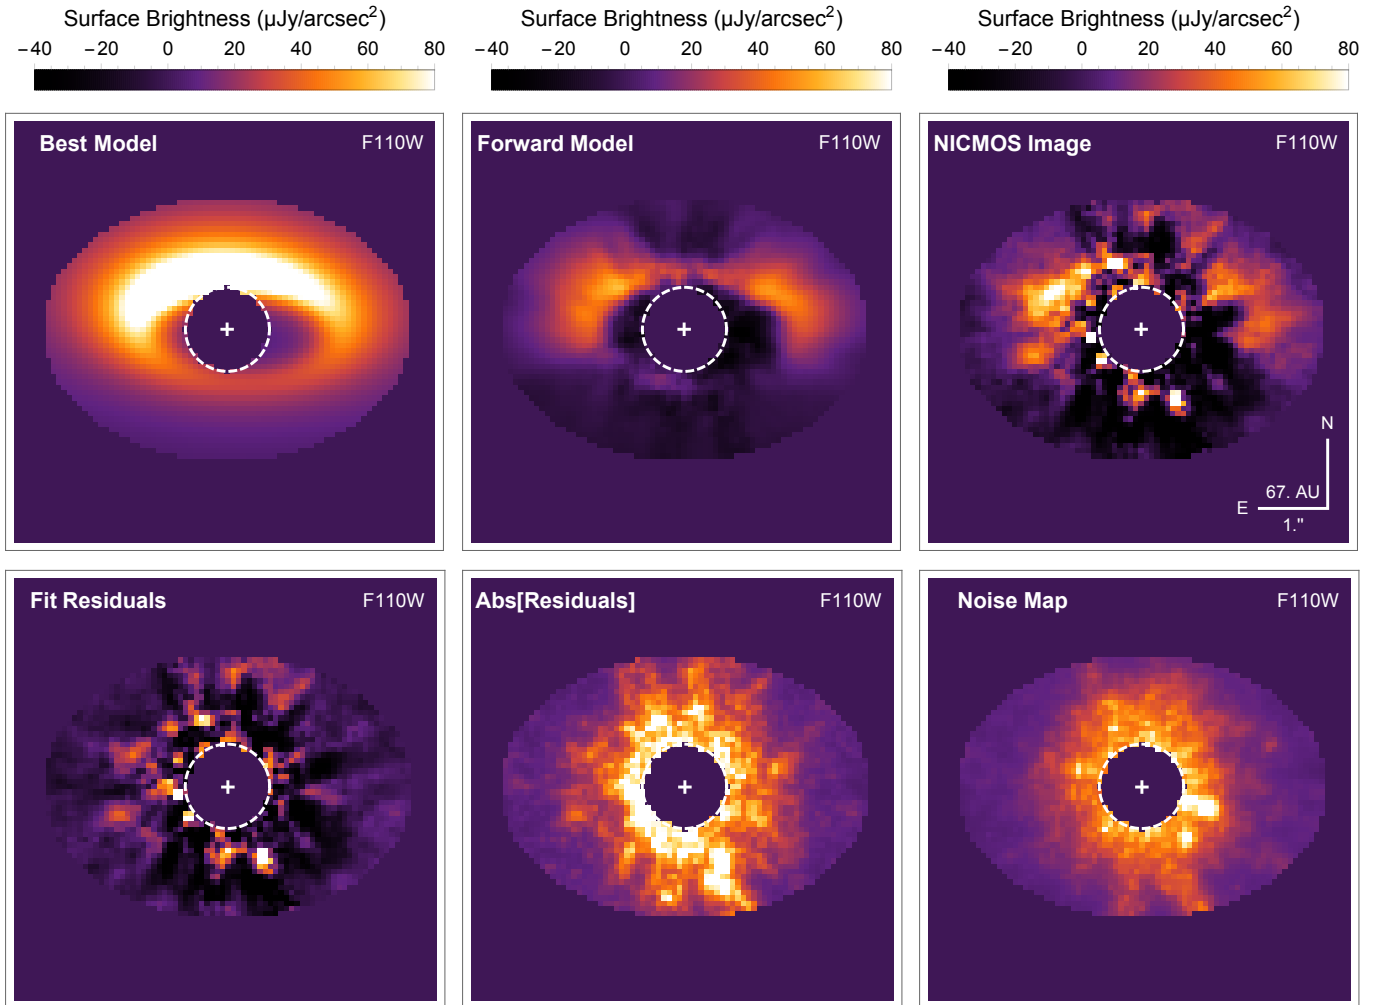 Surface Brightness (μJy/arcsec²) Surface Brightness (μJy/arcsec²) Surface Brightness (μJy/arcsec²)
−40 −20 0 20 40 60 80 −40 −20 0 20 40 60 80 −40 −20 0 20 40 60 80
Best Model F110W Forward Model F110W NICMOS Image F110W
N
67. AU
E
1."
Fit Residuals F110W Abs[Residuals] F110W Noise Map F110W